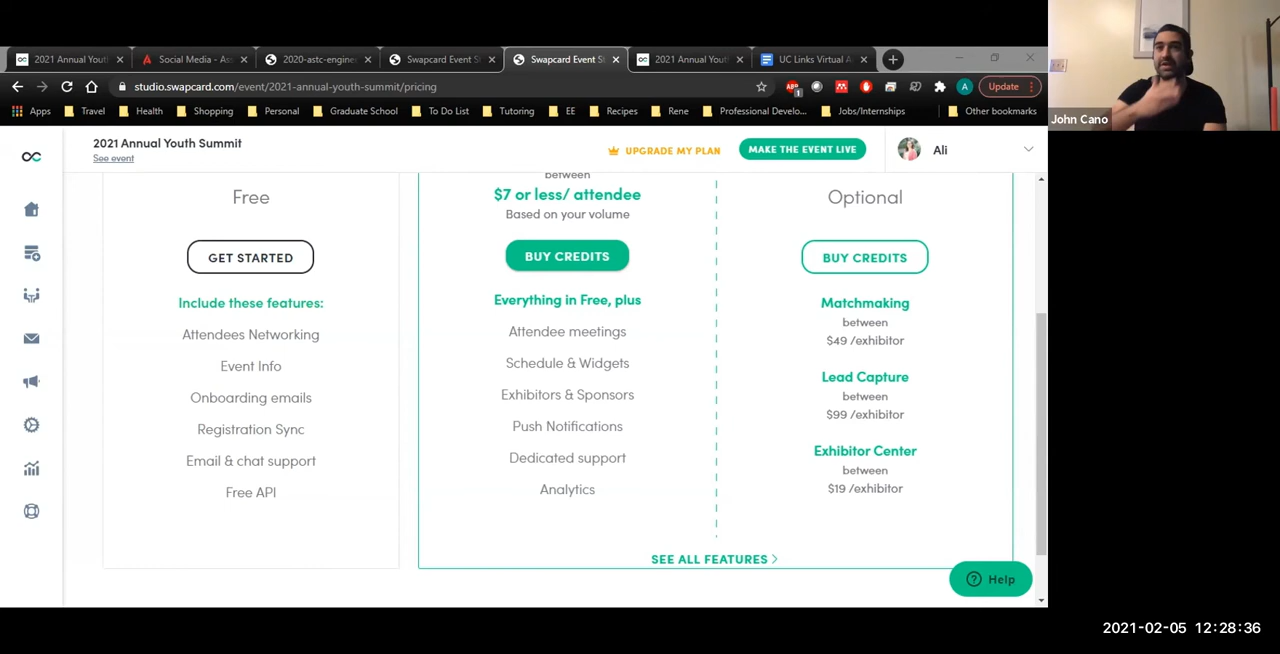 2021 Annual Yout
Social Media - As
2020-astc-engine
Swapcard Event S
Swapcard Event S
2021 Annual You
UC Links Virtual A
studio.swapcard.com/event/2021-annual-youth-summit/pricing
ABP
1
A
Update
Apps
Travel
Health
Shopping
Personal
Graduate School
To Do List
Tutoring
EE
Recipes
Rene
Professional Develo...
Jobs/Internships
Other bookmarks
John Cano
2021 Annual Youth Summit
See event
UPGRADE MY PLAN
MAKE THE EVENT LIVE
Ali
Free
GET STARTED
Include these features:
Attendees Networking
Event Info
Onboarding emails
Registration Sync
Email & chat support
Free API
between
$7 or less/ attendee
Based on your volume
BUY CREDITS
Everything in Free, plus
Attendee meetings
Schedule & Widgets
Exhibitors & Sponsors
Push Notifications
Dedicated support
Analytics
Optional
BUY CREDITS
Matchmaking
between
$49 /exhibitor
Lead Capture
between
$99 /exhibitor
Exhibitor Center
between
$19 /exhibitor
SEE ALL FEATURES
Help
2021-02-05 12:28:36